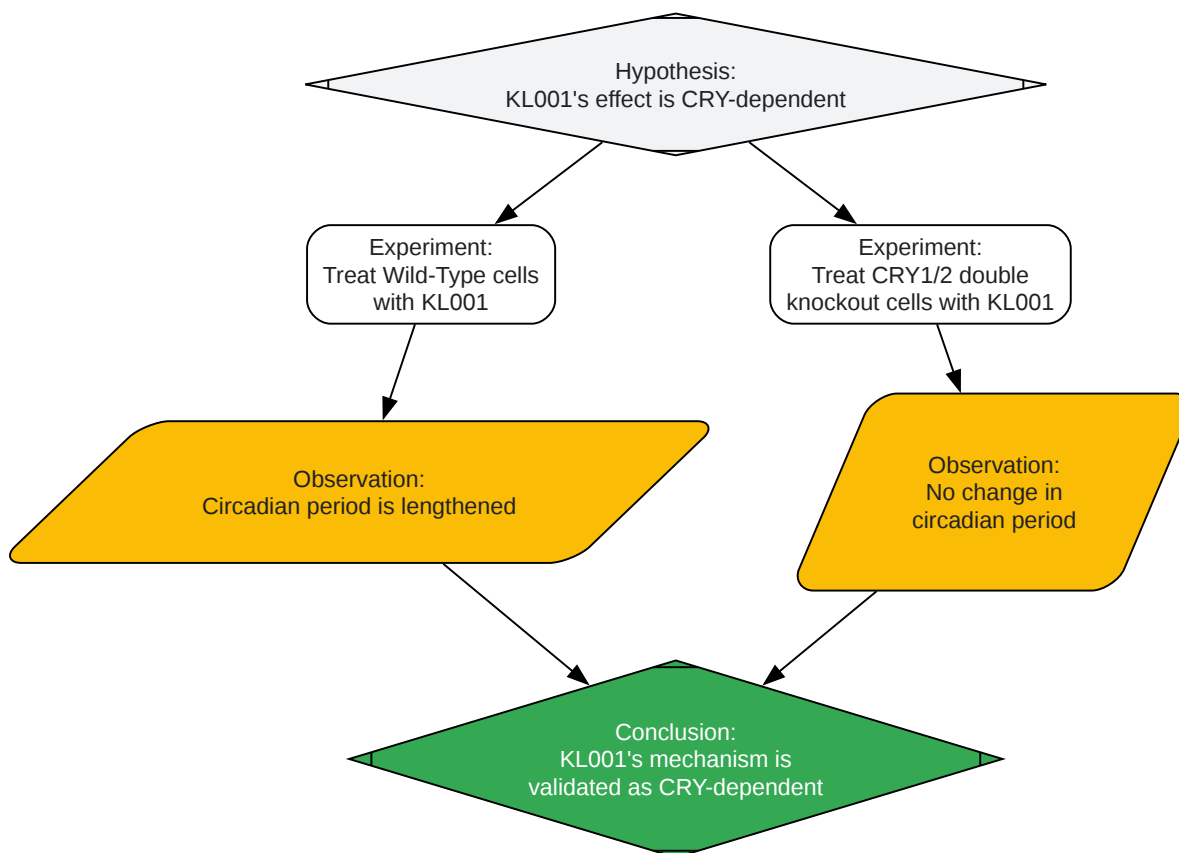 Hypothesis:
KL001's effect is CRY-dependent
Experiment:
Treat Wild-Type cells
with KL001
Experiment:
Treat CRY1/2 double
knockout cells with KL001
Observation:
Circadian period is lengthened
Observation:
No change in
circadian period
Conclusion:
KL001's mechanism is
validated as CRY-dependent